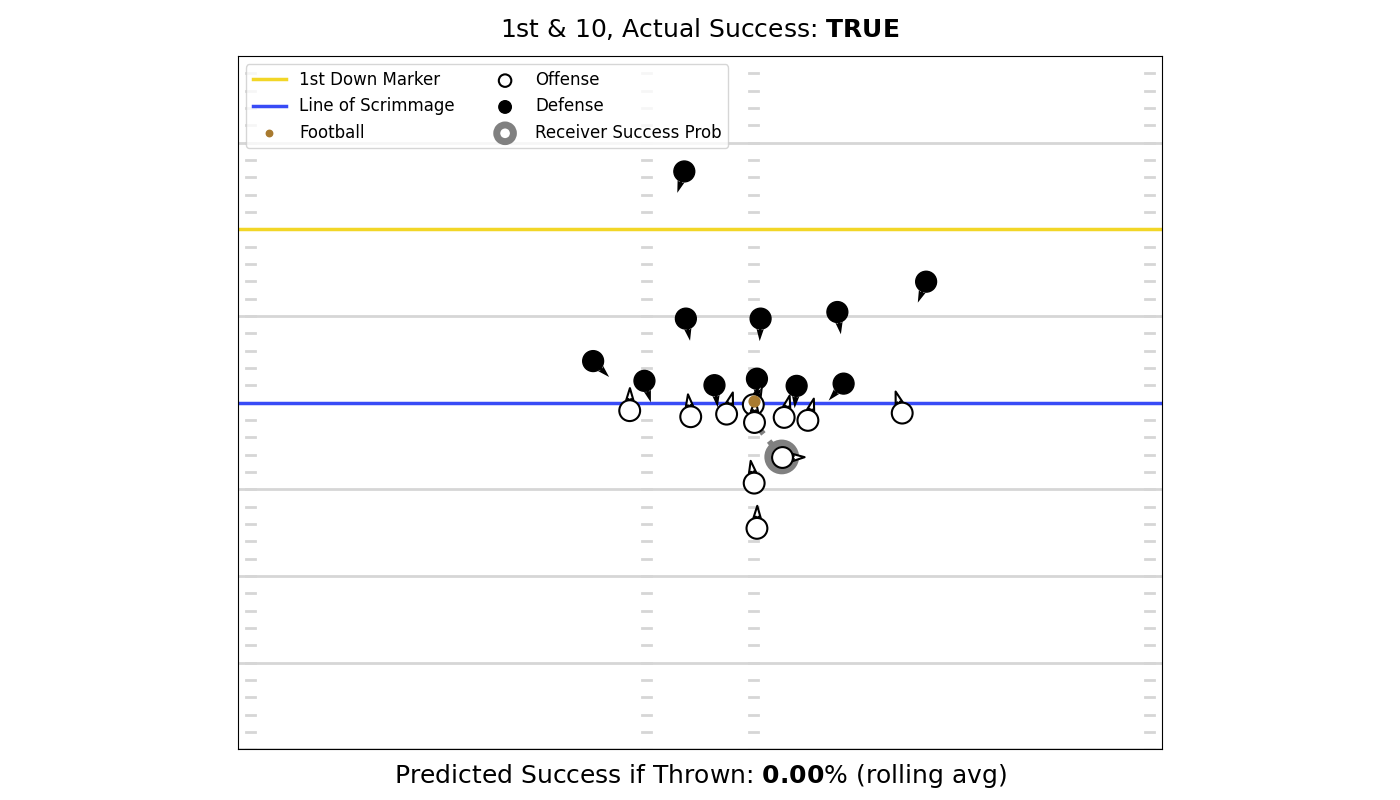 1st & 10, Actual Success: TRUE
1st Down Marker
Line of Scrimmage
Football
Offense
Defense
Receiver Success Prob
Predicted Success if Thrown: 0.00% (rolling avg)